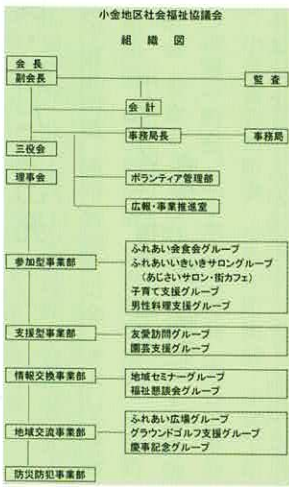 小金地区社会福祉協議会
組織図
会長
副会長
監査
会計
事務局長
事務局
三役会
理事会
ボランティア管理部
広報・事業推進室
参加型事業部
ふれあい会食会グループ
ふれあいいきいきサロングループ
（あじさいサロン・街カフェ）
子育て支援グループ
男性料理支援グループ
支援型事業部
友愛訪問グループ
園芸支援グループ
情報交換事業部
地域セミナーグループ
福祉懇談会グループ
地域交流事業部
ふれあい広場グループ
グラウンドゴルフ支援グループ
慶事記念グループ
防災防犯事業部